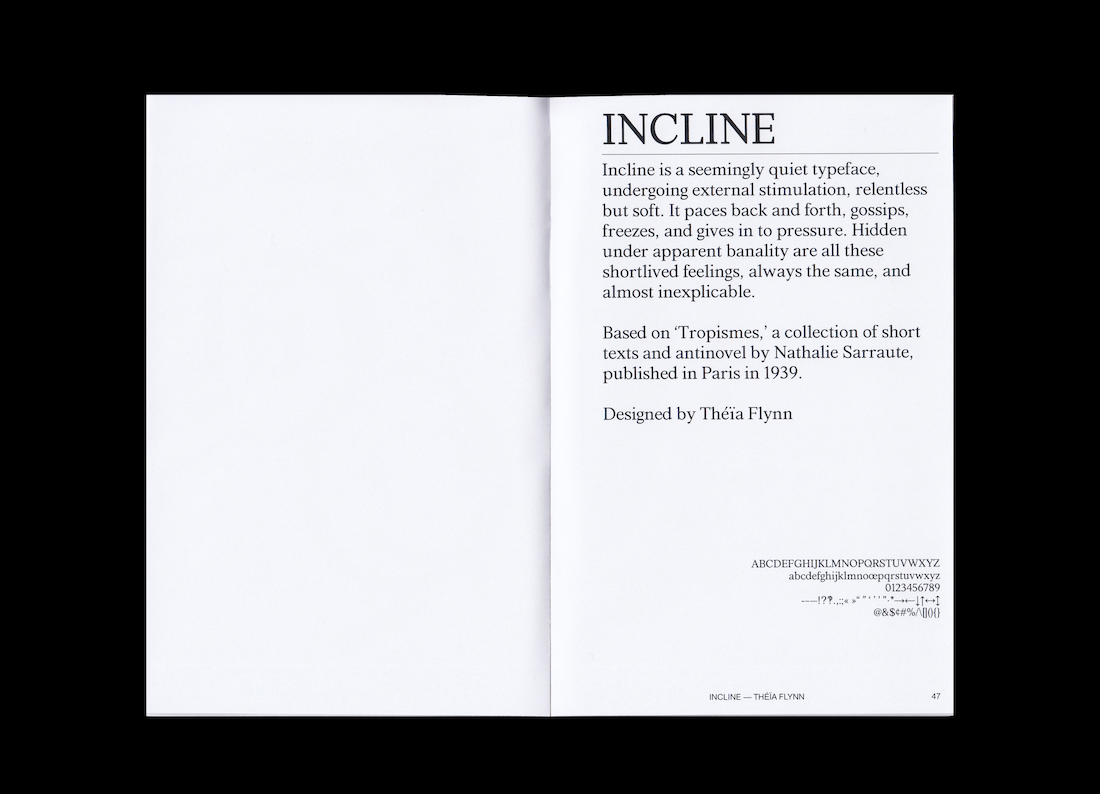 INCLINE
Incline is a seemingly quiet typeface,
undergoing external stimulation, relentless
but soft. It paces back and forth, gossips,
freezes, and gives in to pressure. Hidden
under apparent banality are all these
shortlived feelings, always the same, and
almost inexplicable.
Based on ‘Tropismes,’ a collection of short
texts and antinovel by Nathalie Sarraute,
published in Paris in 1939.
Designed by Théïa Flynn
ABCDEFGHIJKLMNOPQRSTUVWXYZ
abcdefghijklmnoœpqrstuvwxyz
0123456789
-–—!?‽.,:;« »“ ” ‘ ’ ' "·*→←↓↑↔↕
@&$¢#%/\[](){}
INCLINE — THÉÏA FLYNN
47